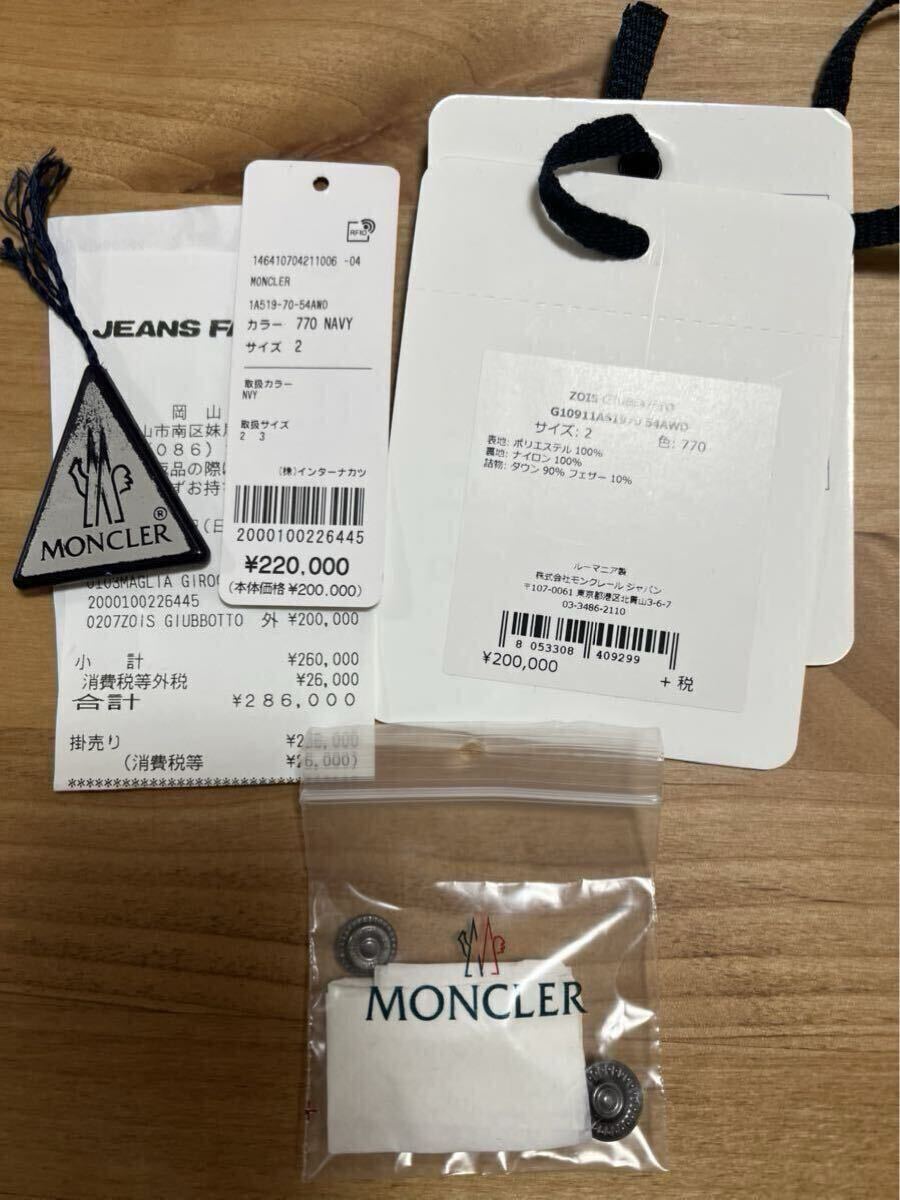 JEANS FA
岡 山
山市南区妹
086)
品の際に
ずお持
(日
0103MAGLIA GIROC
2000100226445
0207ZOIS GIUBBOTTO 外 ¥200,000
小 計 ¥260,000
消費税等外税 ¥26,000
合計 ¥286,000
掛売り
(消費税等
MONCLER
®
RFID
146410704211006 -04
MONCLER
1A519-70-54AWD
カラー 770 NAVY
サイズ 2
取扱カラー
NVY
取扱サイズ
2 3
(株)インターナカツ
2000100226445
¥220,000
(本体価格¥200.000)
ZOIS GIUBBOTTO
G10911A51970 54AWD
サイズ: 2 色: 770
表地: ポリエステル 100%
裏地: ナイロン 100%
詰物: ダウン 90% フェザー 10%
ルーマニア製
株式会社モンクレール ジャパン
〒107-0061 東京都港区北青山3-6-7
03-3486-2110
8 053308 409299
¥200,000
+ 税
MONCLER